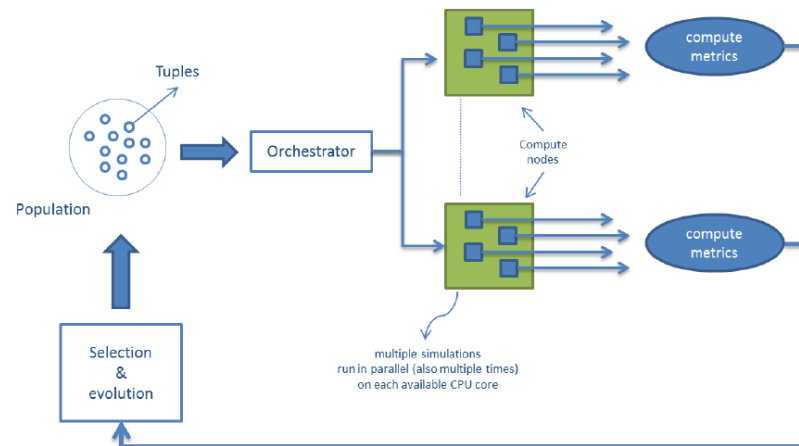 Tuples
Population
Orchestrator
compute
metrics
Compute
nodes
compute
metrics
multiple simulations
run in parallel (also multiple times)
on each available CPU core
Selection
&
evolution